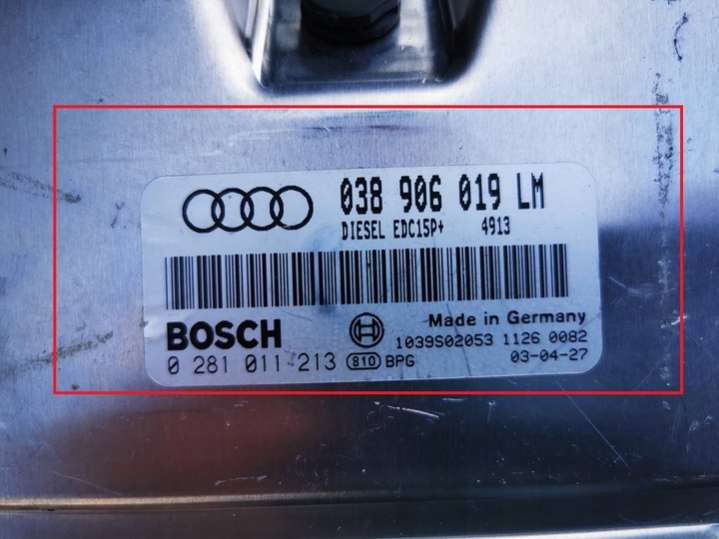 038 906 019 LM
DIESEL EDC15P+ 4913
BOSCH
Made in Germany
1039S02053 1126 0082
0 281 011 213 810 BPG 03-04-27